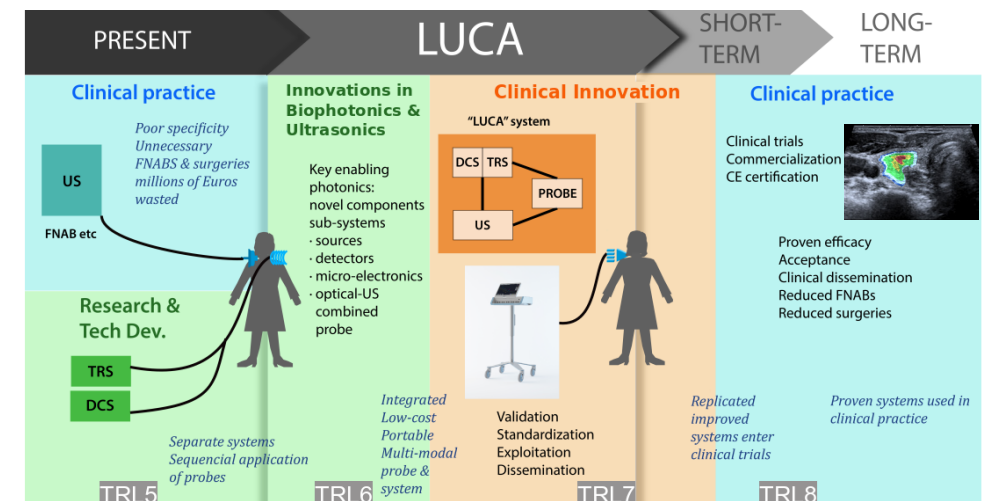 PRESENT
LUCA
SHORT-
TERM
LONG-
TERM
Clinical practice
Poor specificity
Unnecessary
FNABS & surgeries
millions of Euros
wasted
US
FNAB etc
Research &
Tech Dev.
TRS
DCS
Separate systems
Sequencial application
of probes
TRL5
Innovations in
Biophotonics &
Ultrasonics
Key enabling
photonics:
novel components
sub-systems
· sources
· detectors
· micro-electronics
· optical-US
combined
probe
Integrated
Low-cost
Portable
Multi-modal
probe &
system
TRL6
Clinical Innovation
"LUCA" system
DCS TRS
PROBE
US
Validation
Standardization
Exploitation
Dissemination
TRL7
Clinical practice
Clinical trials
Commercialization
CE certification
Proven efficacy
Acceptance
Clinical dissemination
Reduced FNABs
Reduced surgeries
Replicated
improved
systems enter
clinical trials
Proven systems used in
clinical practice
TRL8